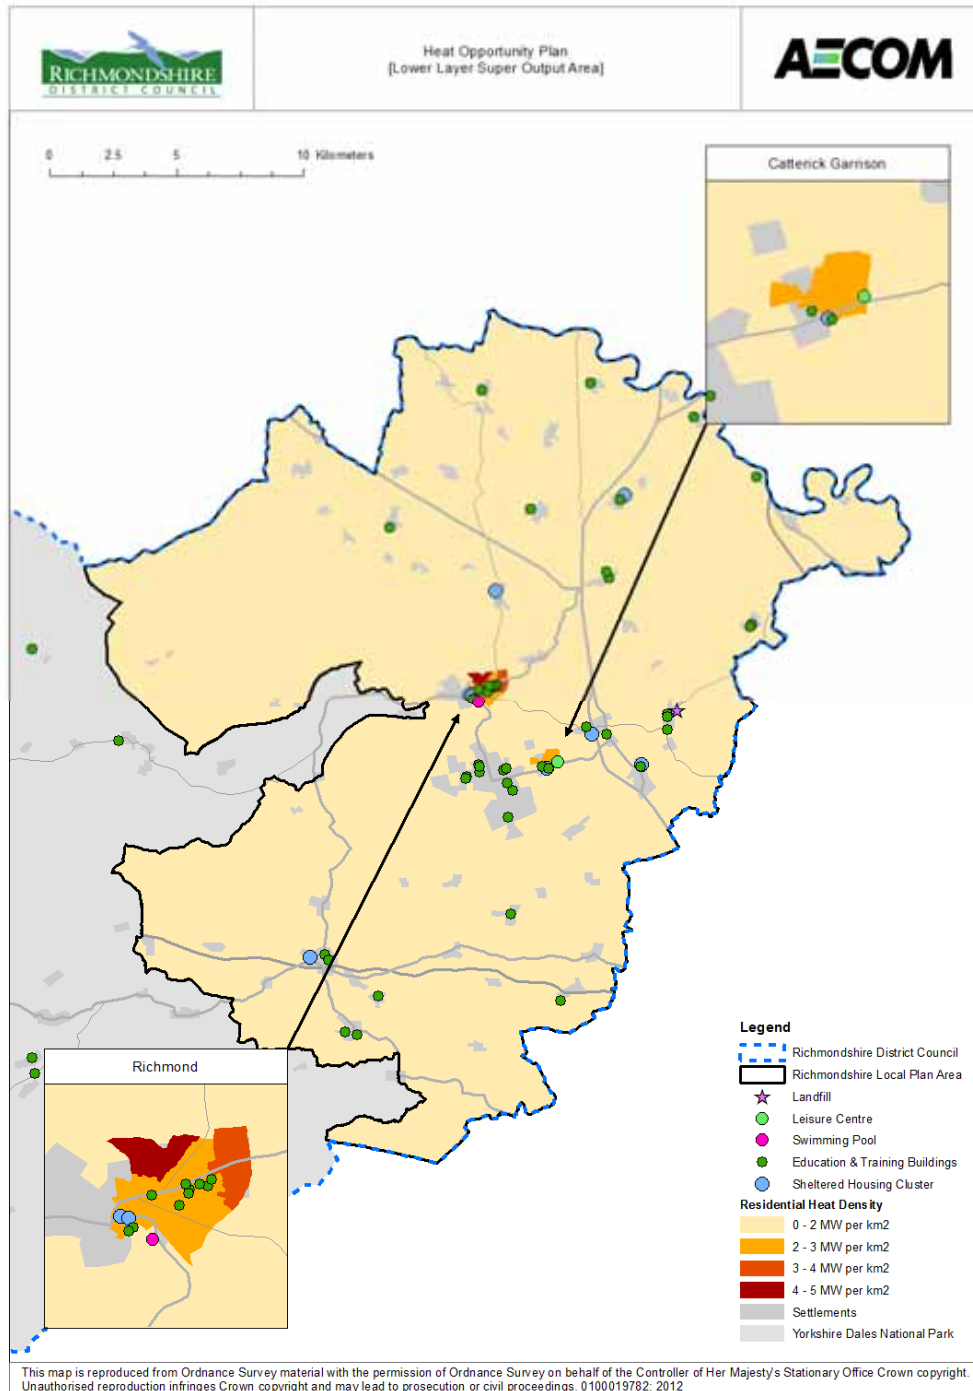 RICHMONDSHIRE
DISTRICT COUNCIL
Heat Opportunity Plan
[Lower Layer Super Output Area]
AECOM
0 2.5 5 10 Kilometers
Catterick Garrison
Richmond
Legend
Richmondshire District Council
Richmondshire Local Plan Area
Landfill
Leisure Centre
Swimming Pool
Education & Training Buildings
Sheltered Housing Cluster
Residential Heat Density
0 - 2 MW per km2
2 - 3 MW per km2
3 - 4 MW per km2
4 - 5 MW per km2
Settlements
Yorkshire Dales National Park
This map is reproduced from Ordnance Survey material with the permission of Ordnance Survey on behalf of the Controller of Her Majesty's Stationary Office Crown copyright.
Unauthorised reproduction infringes Crown copyright and may lead to prosecution or civil proceedings. 0100019782: 2012